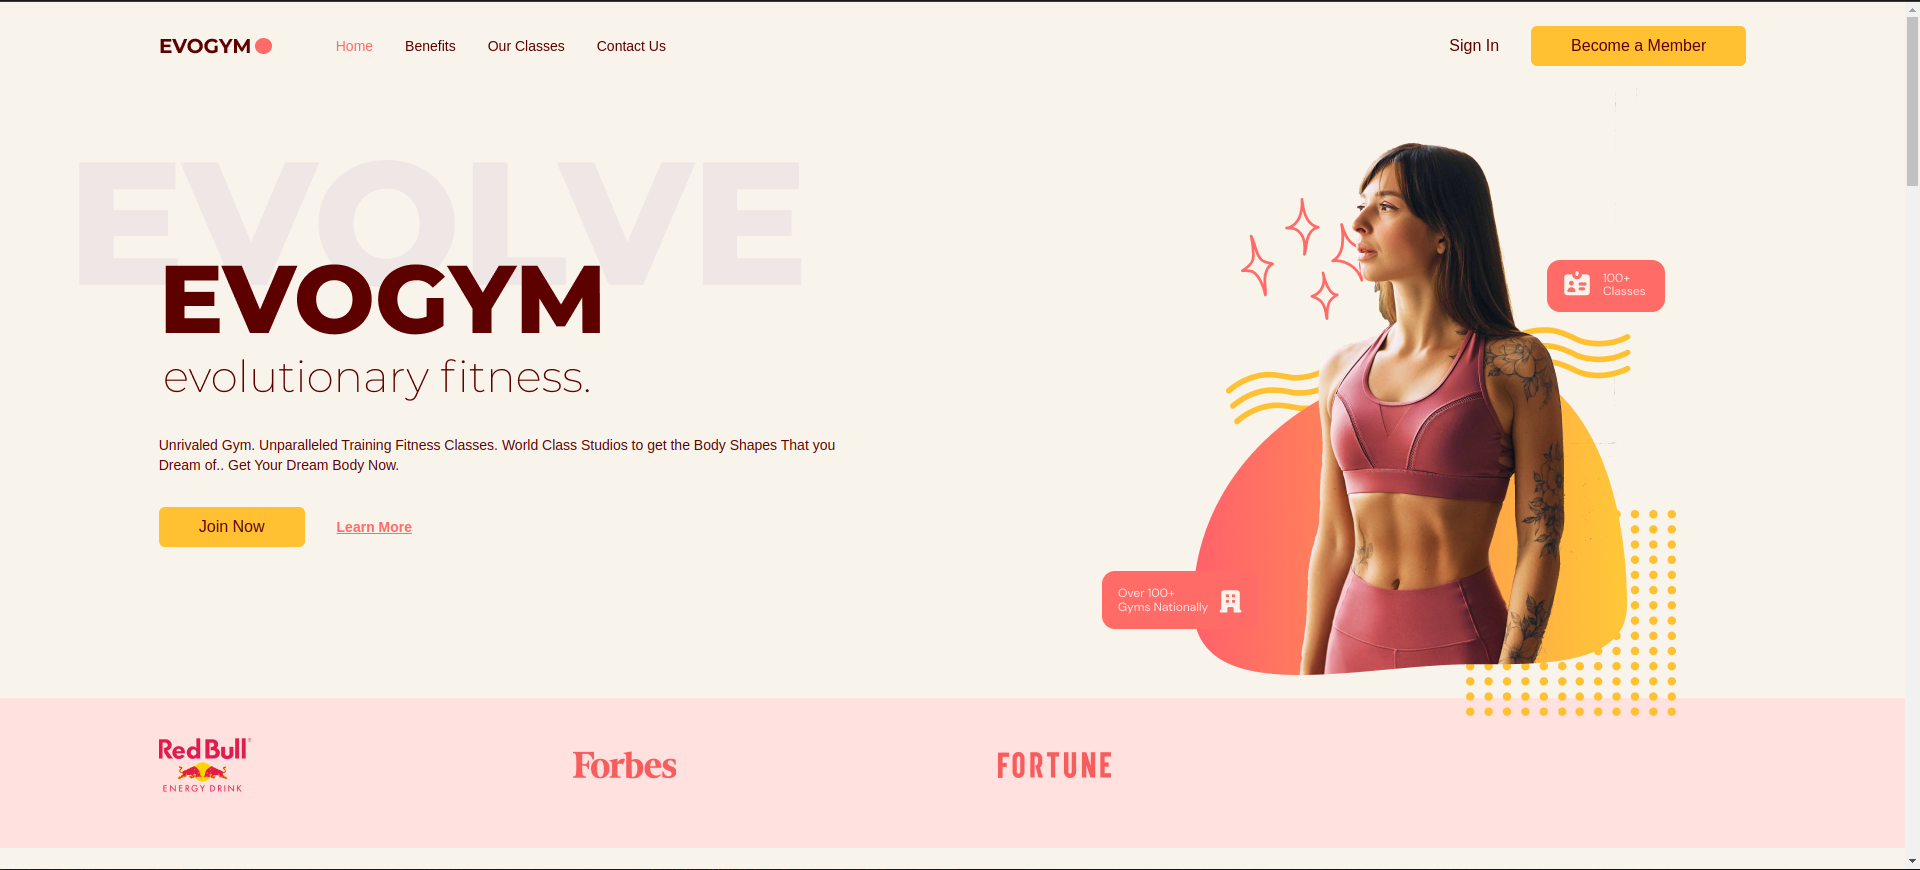 EVOGYM
Home
Benefits
Our Classes
Contact Us
Sign In
Become a Member
EVOLVE
EVOGYM
evolutionary fitness.
Unrivaled Gym. Unparalleled Training Fitness Classes. World Class Studios to get the Body Shapes That you
Dream of.. Get Your Dream Body Now.
Join Now
Learn More
100+
Classes
Over 100+
Gyms Nationally
Red Bull
ENERGY DRINK
Forbes
FORTUNE